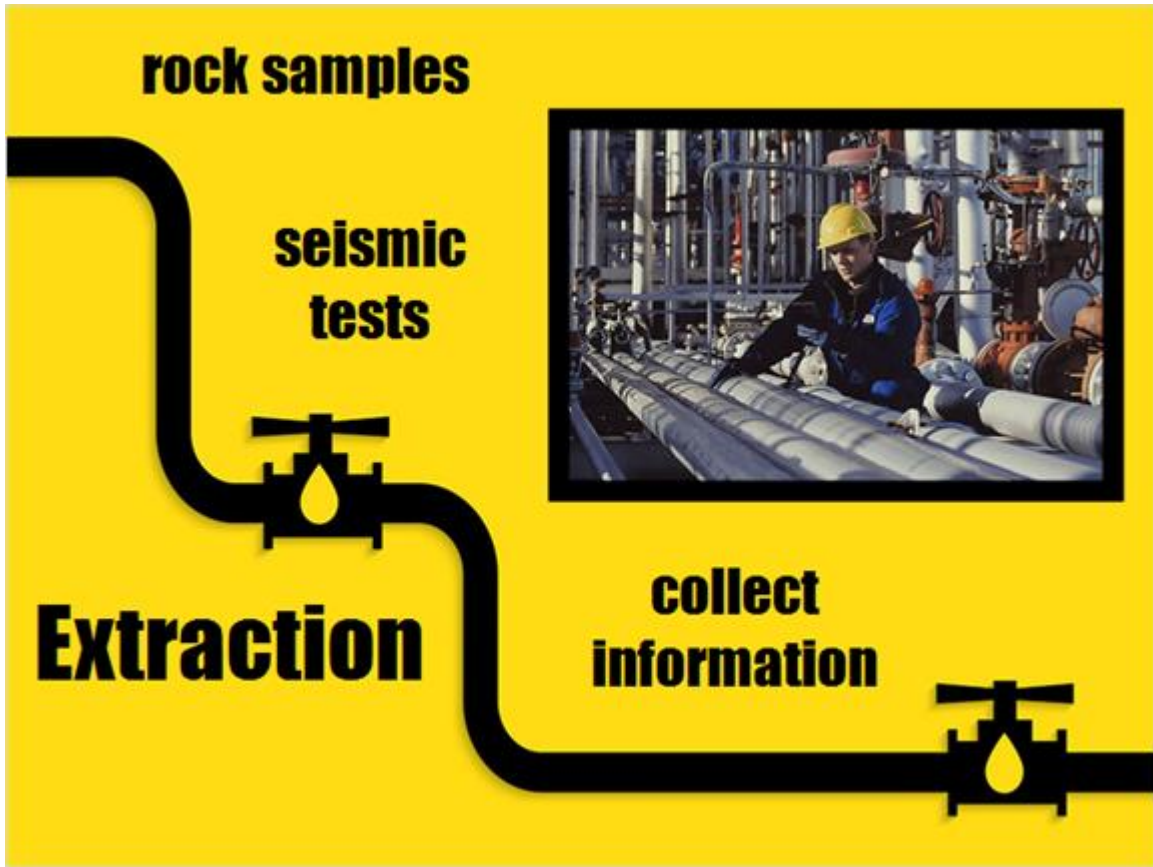 rock samples
seismic
tests
Extraction
collect
information